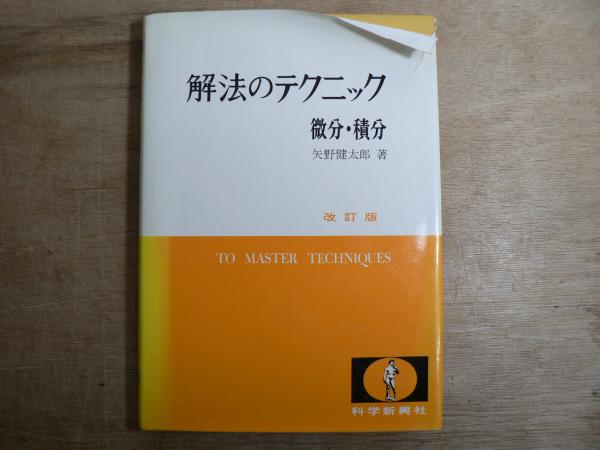 解法のテクニック
微分・積分
矢野健太郎 著
改訂版
TO MASTER TECHNIQUES
科学新興社